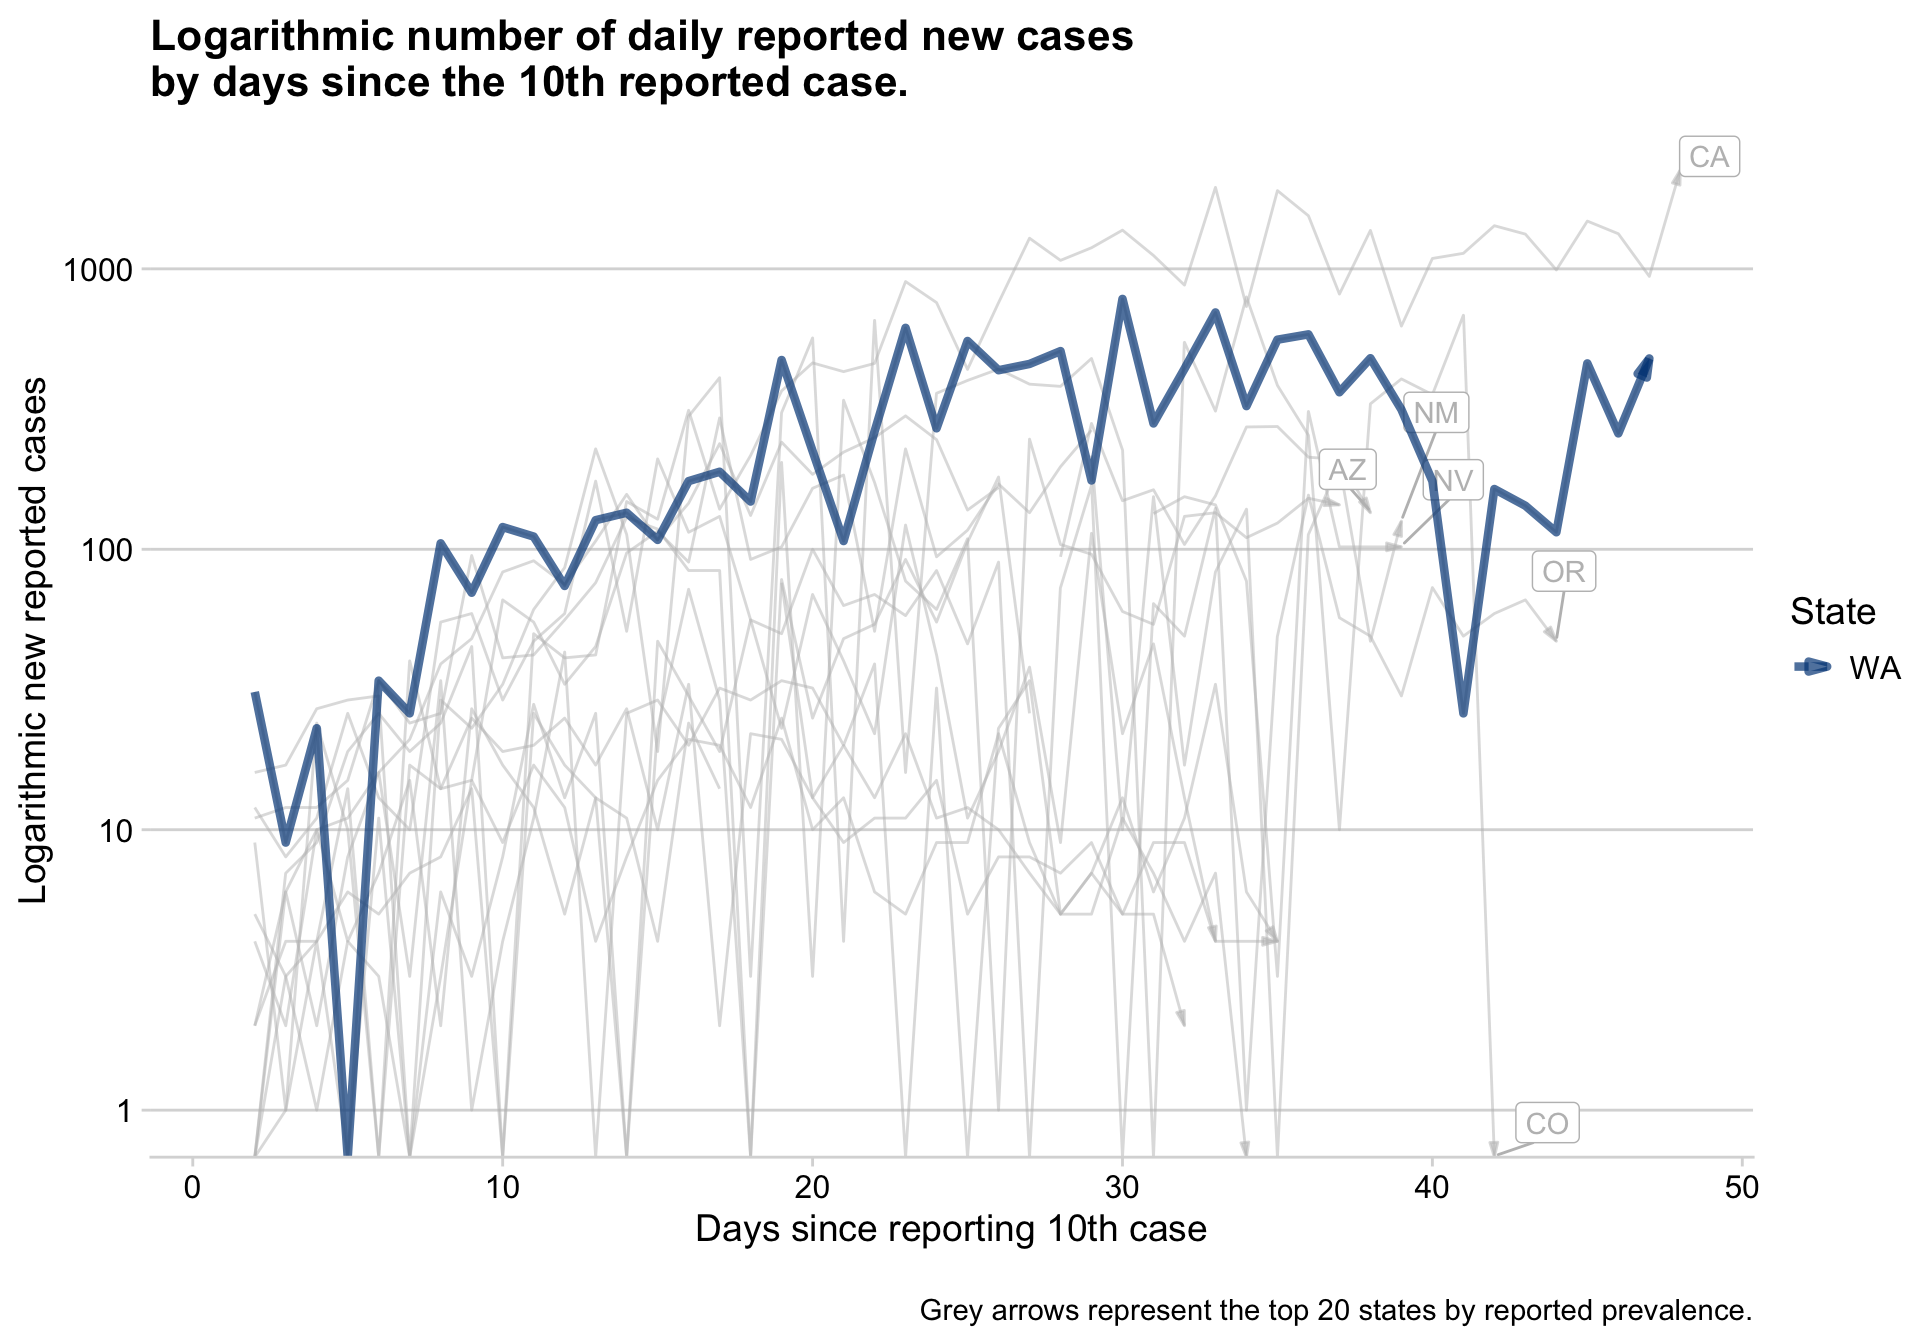 Logarithmic number of daily reported new cases
by days since the 10th reported case.
CA
1000
NM
AZ
NV
100
OR
10
1
CO
0 10 20 30 40 50
Days since reporting 10th case
Logarithmic new reported cases
State
WA
Grey arrows represent the top 20 states by reported prevalence.